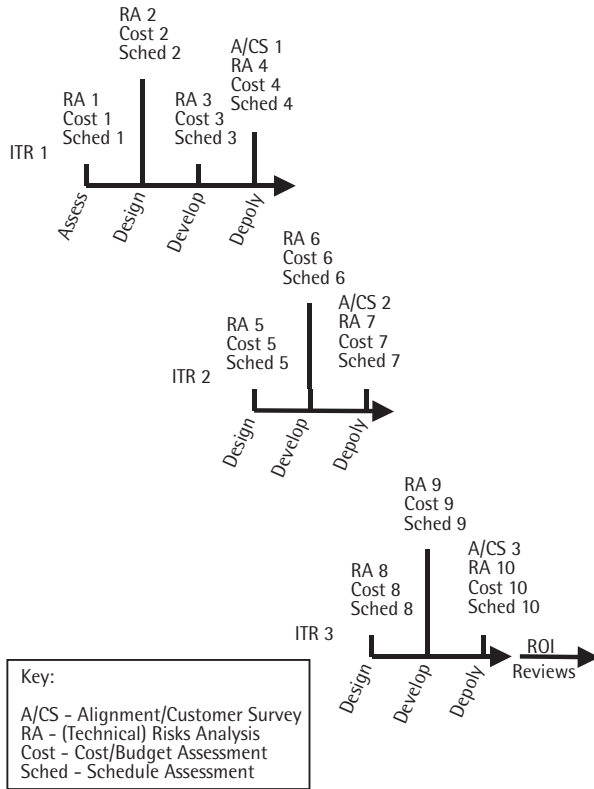 RA 2
Cost 2
Sched 2
A/CS 1
RA 4
Cost 4
Sched 4
RA 1
Cost 1
Sched 1
RA 3
Cost 3
Sched 3
ITR 1
Assess
Design
Develop
Depoly
RA 6
Cost 6
Sched 6
A/CS 2
RA 7
Cost 7
Sched 7
RA 5
Cost 5
Sched 5
ITR 2
Design
Develop
Depoly
RA 9
Cost 9
Sched 9
A/CS 3
RA 10
Cost 10
Sched 10
RA 8
Cost 8
Sched 8
ITR 3
ROI
Reviews
Design
Develop
Depoly
Key:
A/CS - Alignment/Customer Survey
RA - (Technical) Risks Analysis
Cost - Cost/Budget Assessment
Sched - Schedule Assessment